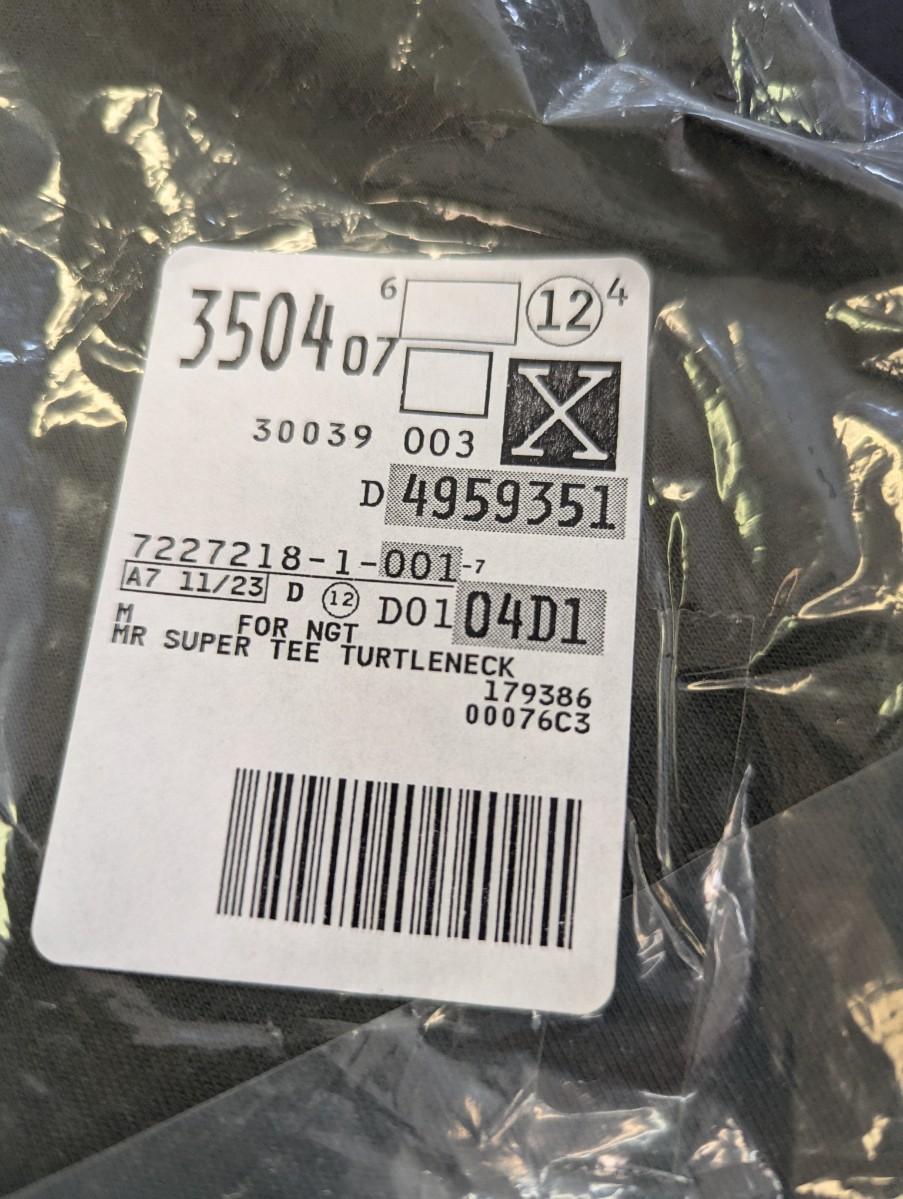 3504 07 6 12 4
X
30039 003
D 4959351
7227218-1-001-7
A7 11/23 D 12 D01 04D1
M FOR NGT
MR SUPER TEE TURTLENECK
179386
00076C3